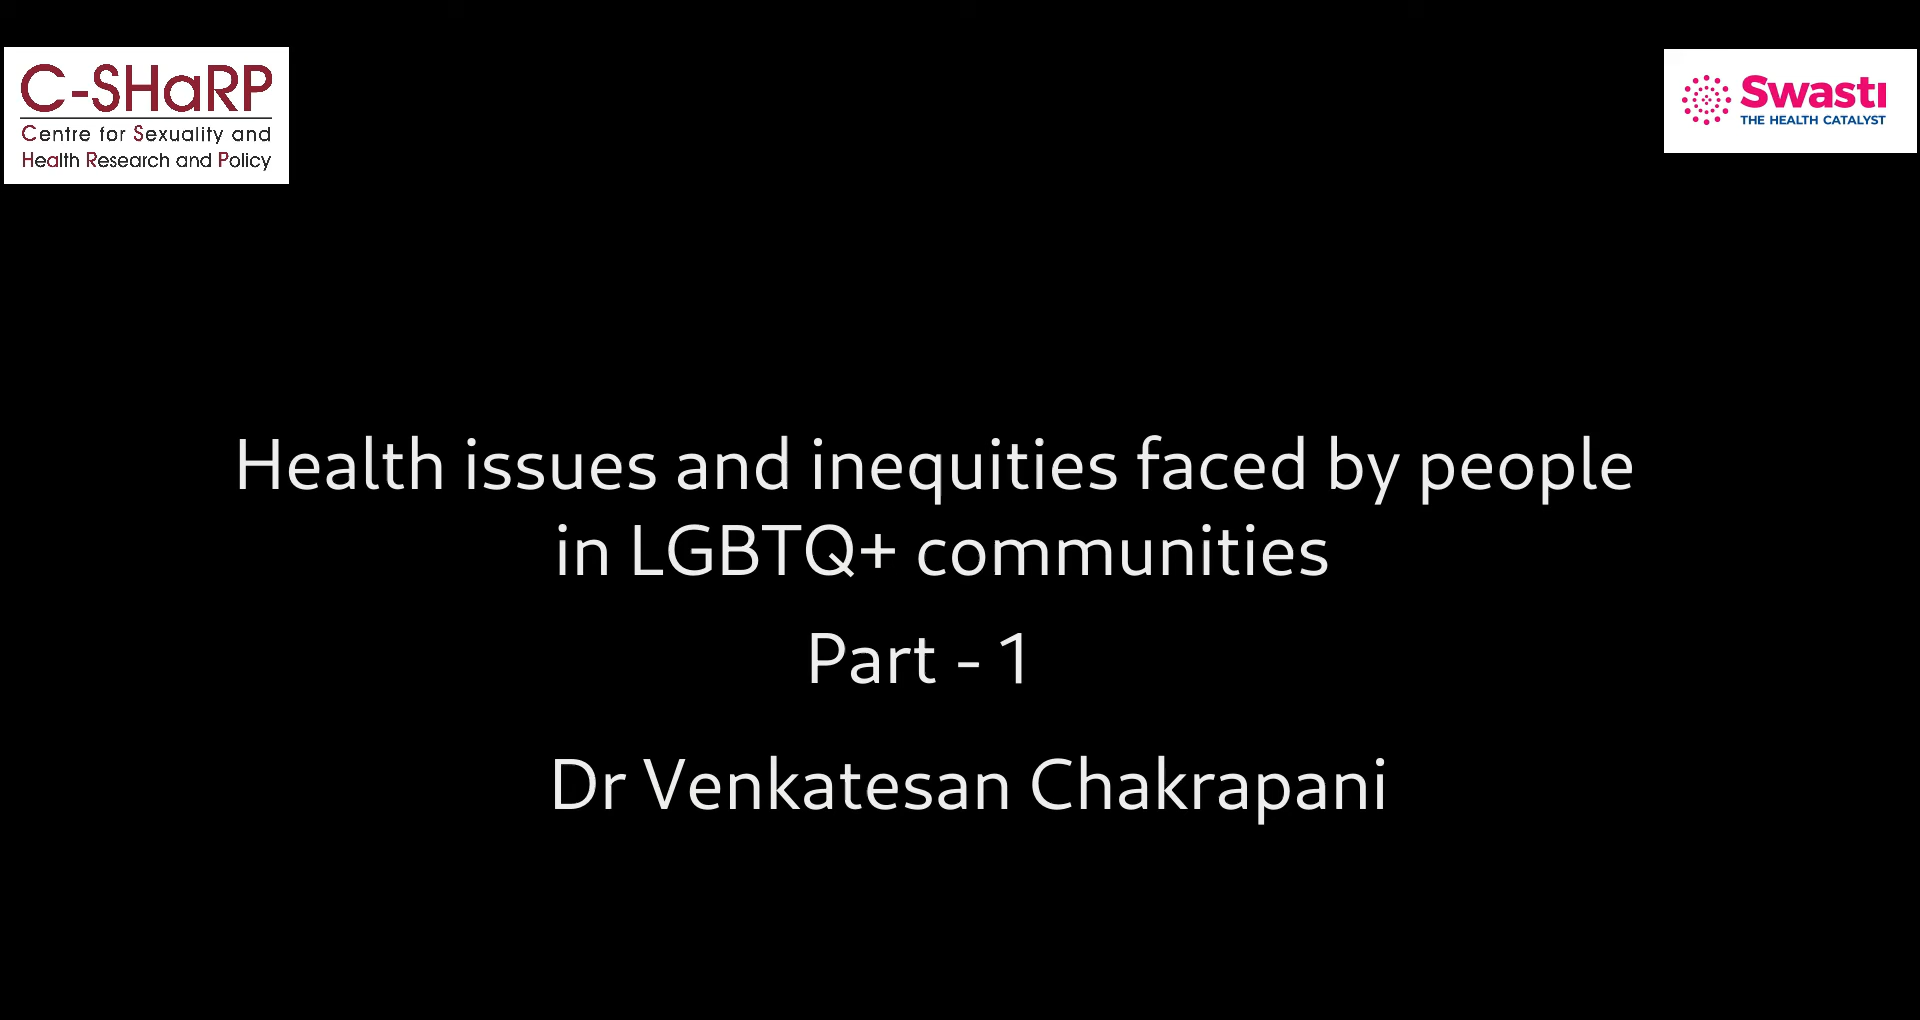 C-SHaRP
Centre for Sexuality and
Health Research and Policy
Swasti
THE HEALTH CATALYST
Health issues and inequities faced by people
in LGBTQ+ communities
Part - 1
Dr Venkatesan Chakrapani